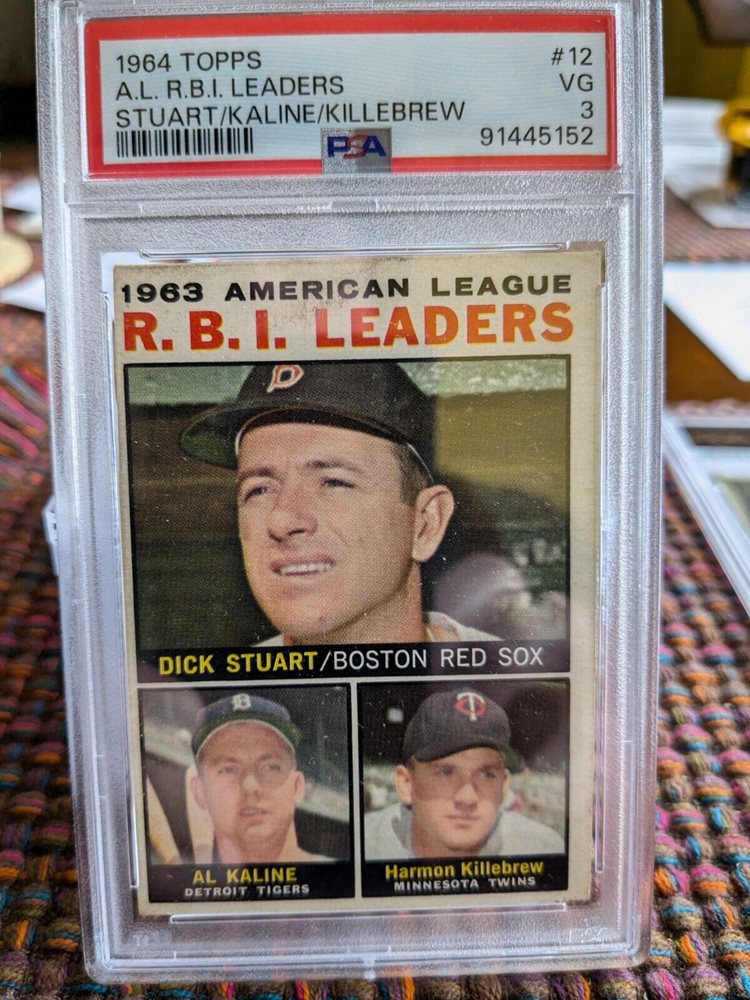 1964 TOPPS #12
A.L. R.B.I. LEADERS VG
STUART/KALINE/KILLEBREW 3
PSA 91445152
1963 AMERICAN LEAGUE
R.B.I. LEADERS
DICK STUART/BOSTON RED SOX
AL KALINE
DETROIT TIGERS
Harmon Killebrew
MINNESOTA TWINS